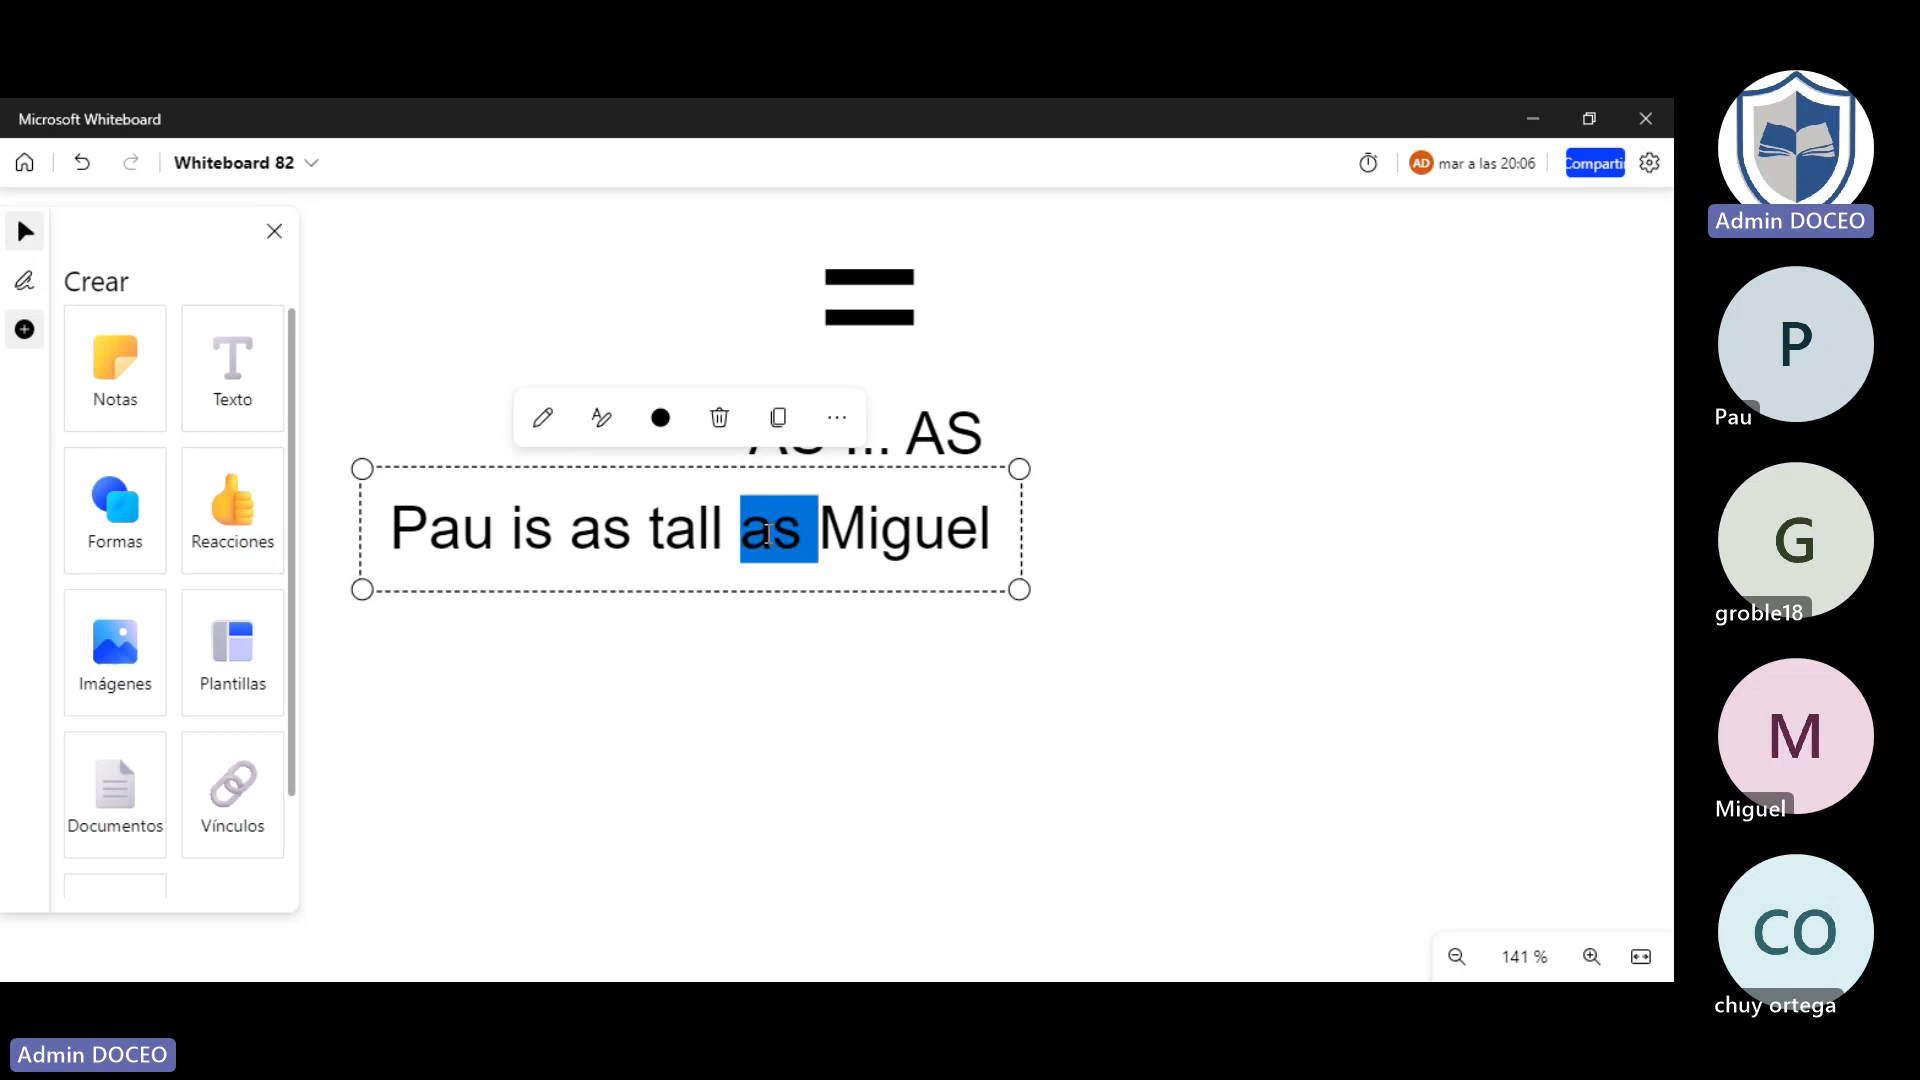 Microsoft Whiteboard
Whiteboard 82
AD mar a las 20:06
Comparti
Crear
Notas
Texto
Formas
Reacciones
Imágenes
Plantillas
Documentos
Vínculos
AS ... AS
Pau is as tall as Miguel
141 %
Admin DOCEO
P
Pau
G
groble18
M
Miguel
CO
chuy ortega
Admin DOCEO